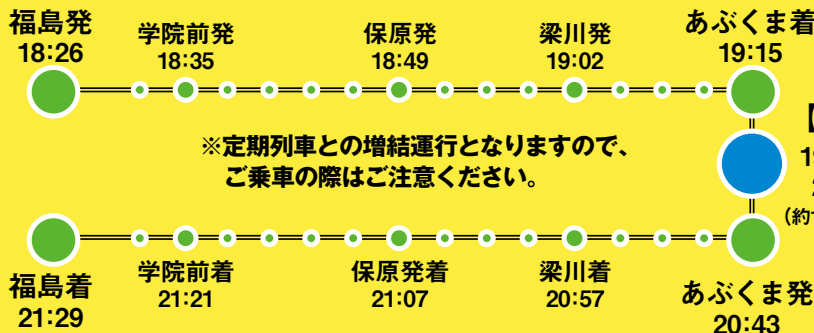 福島発
18:26
学院前発
18:35
保原発
18:49
梁川発
19:02
あぶくま着
19:15
※定期列車との増結運行となりますので、
ご乗車の際はご注意ください。
【
19
2
（約1
福島着
21:29
学院前着
21:21
保原発着
21:07
梁川着
20:57
あぶくま発
20:43